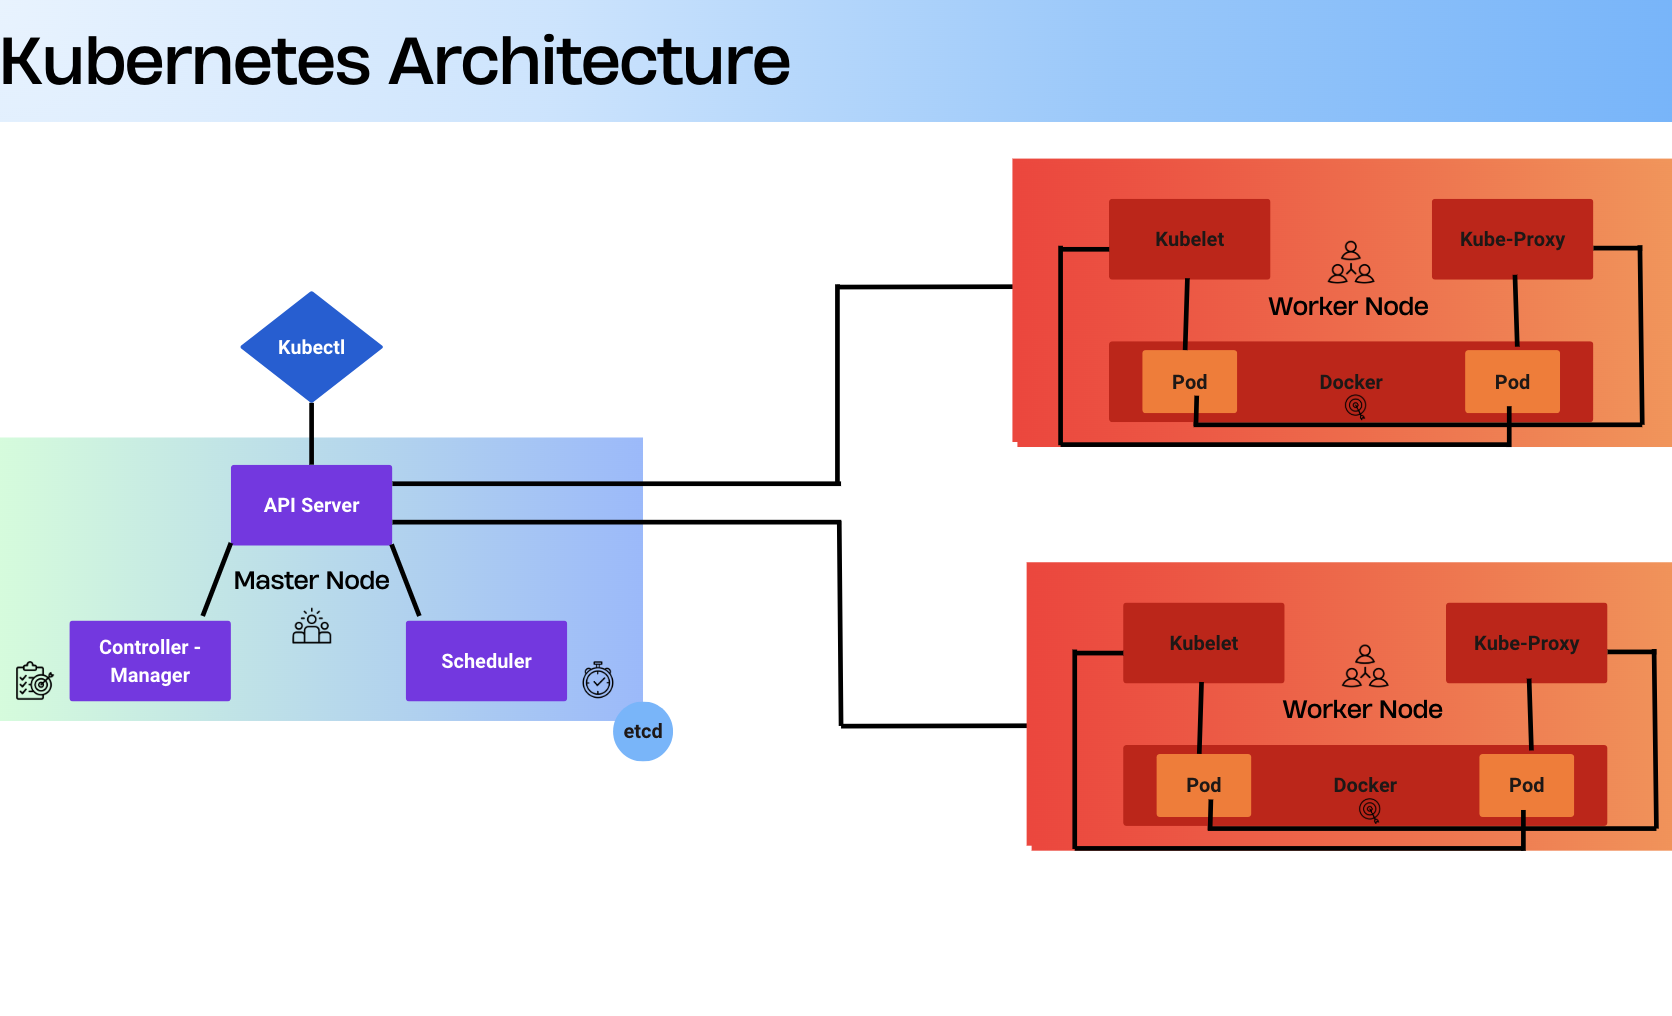 Kubernetes Architecture
Kubectl
API Server
Master Node
Controller -
Manager
Scheduler
etcd
Kubelet
Kube-Proxy
Worker Node
Pod
Docker
Pod
Kubelet
Kube-Proxy
Worker Node
Pod
Docker
Pod